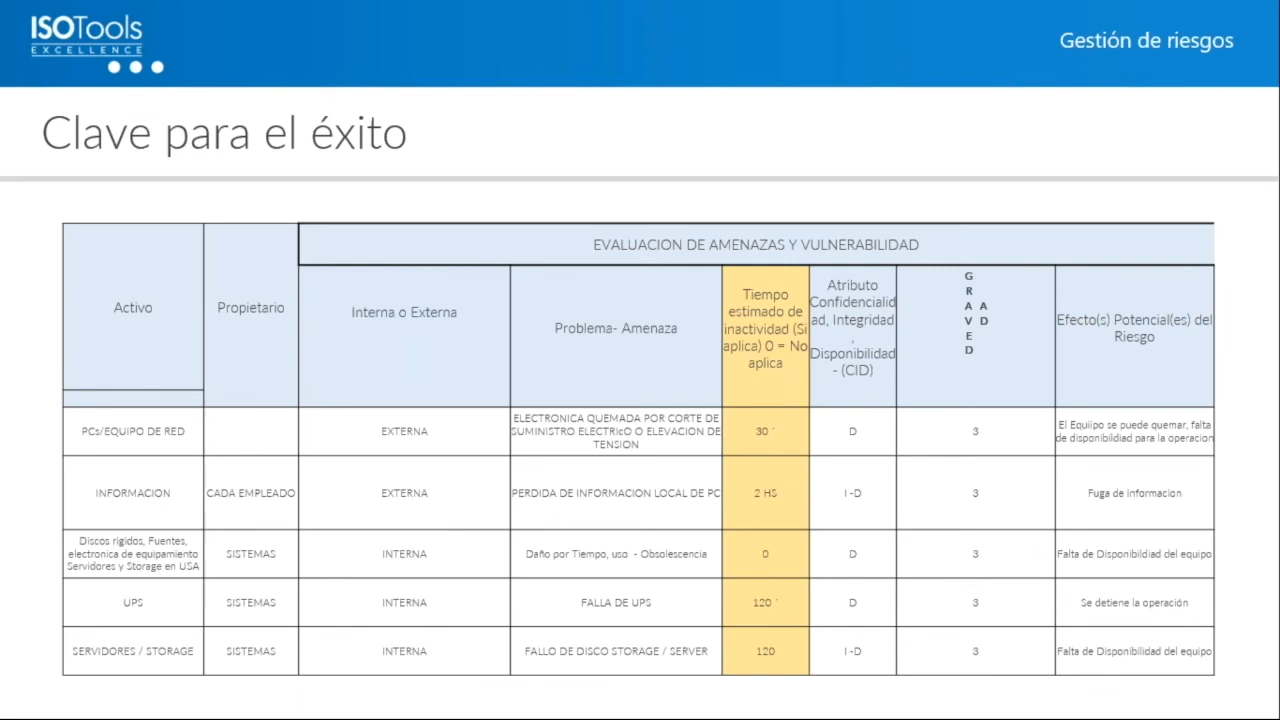 ISOTools
EXCELLENCE
Gestión de riesgos
Clave para el éxito
EVALUACION DE AMENAZAS Y VULNERABILIDAD
Activo
Propietario
Interna o Externa
Problema- Amenaza
Tiempo
estimado de
inactividad (Si
aplica) 0 = No
aplica
Atributo
Confidencialid
ad, Integridad
,
Disponibilidad
- (CID)
GRAVED
AD
Efecto(s) Potencial(es) del
Riesgo
PCs/EQUIPO DE RED
EXTERNA
ELECTRONICA QUEMADA POR CORTE DE
SUMINISTRO ELECTRIcO O ELEVACION DE
TENSION
30 ´
D
3
El Equiipo se puede quemar, falta
de disponibildiad para la operacion
INFORMACION
CADA EMPLEADO
EXTERNA
PERDIDA DE INFORMACION LOCAL DE PC
2 HS
I -D
3
Fuga de informacion
Discos rigidos, Fuentes,
electronica de equipamiento
Servidores y Storage en USA
SISTEMAS
INTERNA
Daño por Tiempo, uso - Obsolescencia
0
D
3
Falta de Disponibildiad del equipo
UPS
SISTEMAS
INTERNA
FALLA DE UPS
120 ´
D
3
Se detiene la operación
SERVIDORES / STORAGE
SISTEMAS
INTERNA
FALLO DE DISCO STORAGE / SERVER
120
I -D
3
Falta de Disponibilidad del equipo